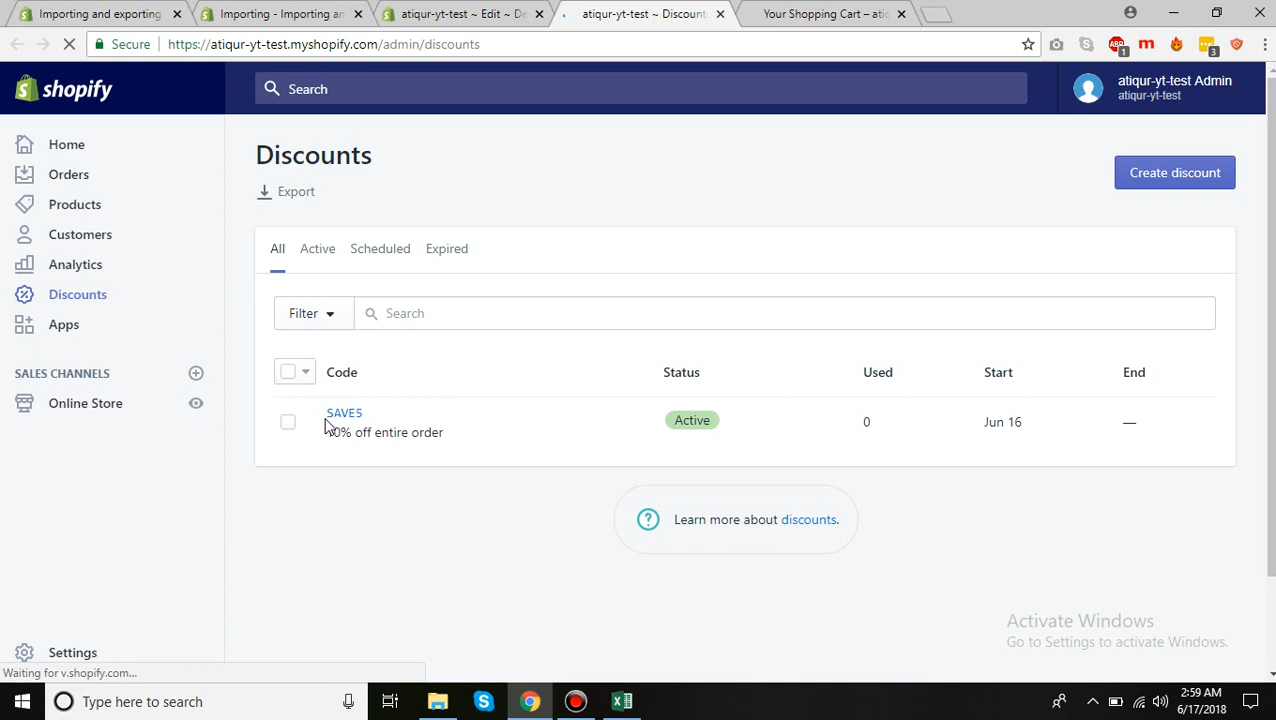 Importing and exporting
Importing - Importing an
atiqur-yt-test ~ Edit ~ De
atiqur-yt-test ~ Discount
Your Shopping Cart – atiq
Secure
https://atiqur-yt-test.myshopify.com/admin/discounts
1
3
shopify
Search
atiqur-yt-test Admin
atiqur-yt-test
Home
Orders
Products
Customers
Analytics
Discounts
Apps
SALES CHANNELS
Online Store
Settings
Discounts
Export
Create discount
All Active Scheduled Expired
Filter
Search
Code Status Used Start End
SAVE5
10% off entire order
Active
0
Jun 16
—
Learn more about discounts.
Activate Windows
Go to Settings to activate Windows.
Waiting for v.shopify.com...
Type here to search
2:59 AM
6/17/2018